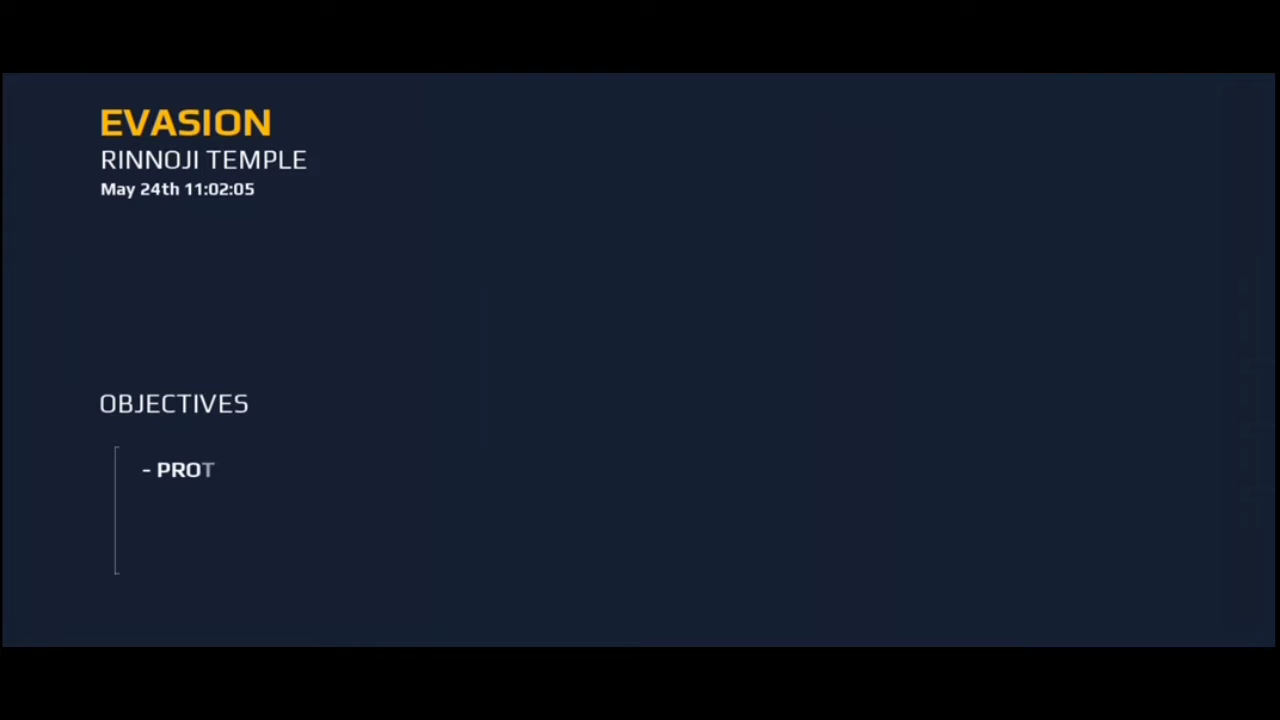 EVASION
RINNOJI TEMPLE
May 24th 11:02:05
OBJECTIVES
- PROT